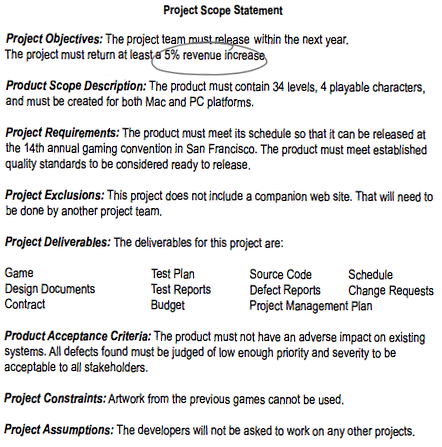 Project Scope Statement
Project Objectives: The project team must release within the next year.
The project must return at least a 5% revenue increase.
Product Scope Description: The product must contain 34 levels, 4 playable characters,
and must be created for both Mac and PC platforms.
Project Requirements: The product must meet its schedule so that it can be released
at the 14th annual gaming convention in San Francisco. The product must meet established
quality standards to be considered ready to release.
Project Exclusions: This project does not include a companion web site. That will need to
be done by another project team.
Project Deliverables: The deliverables for this project are:
Game Test Plan Source Code Schedule
Design Documents Test Reports Defect Reports Change Requests
Contract Budget Project Management Plan
Product Acceptance Criteria: The product must not have an adverse impact on existing
systems. All defects found must be judged of low enough priority and severity to be
acceptable to all stakeholders.
Project Constraints: Artwork from the previous games cannot be used.
Project Assumptions: The developers will not be asked to work on any other projects.